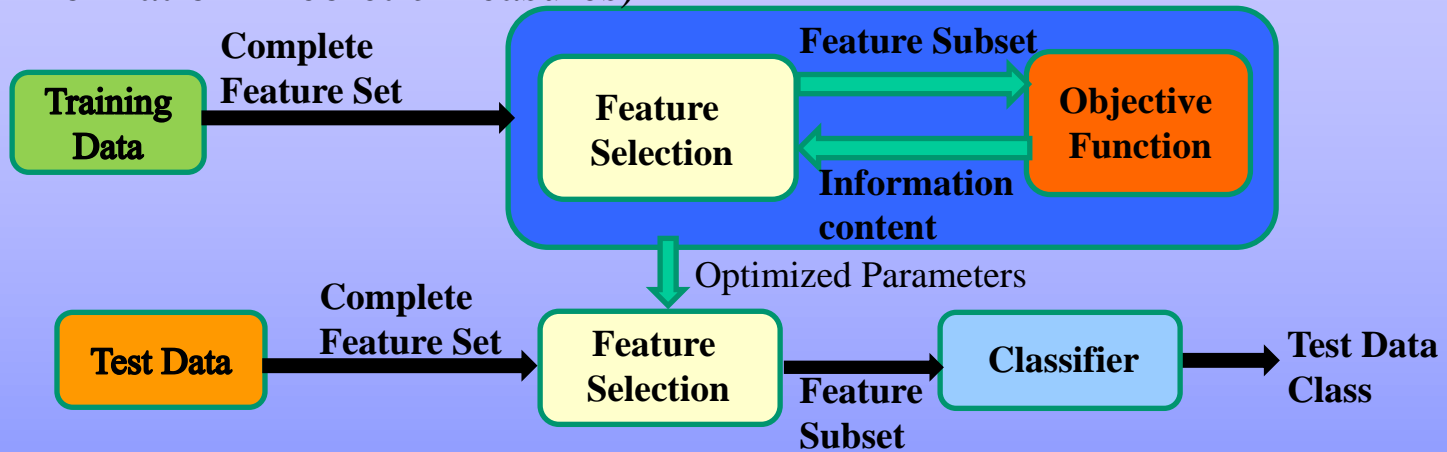 Complete
Feature Set
Training
Data
Feature Subset
Feature
Selection
Objective
Function
Information
content
Optimized Parameters
Complete
Feature Set
Test Data
Feature
Selection
Feature
Subset
Classifier
Test Data
Class